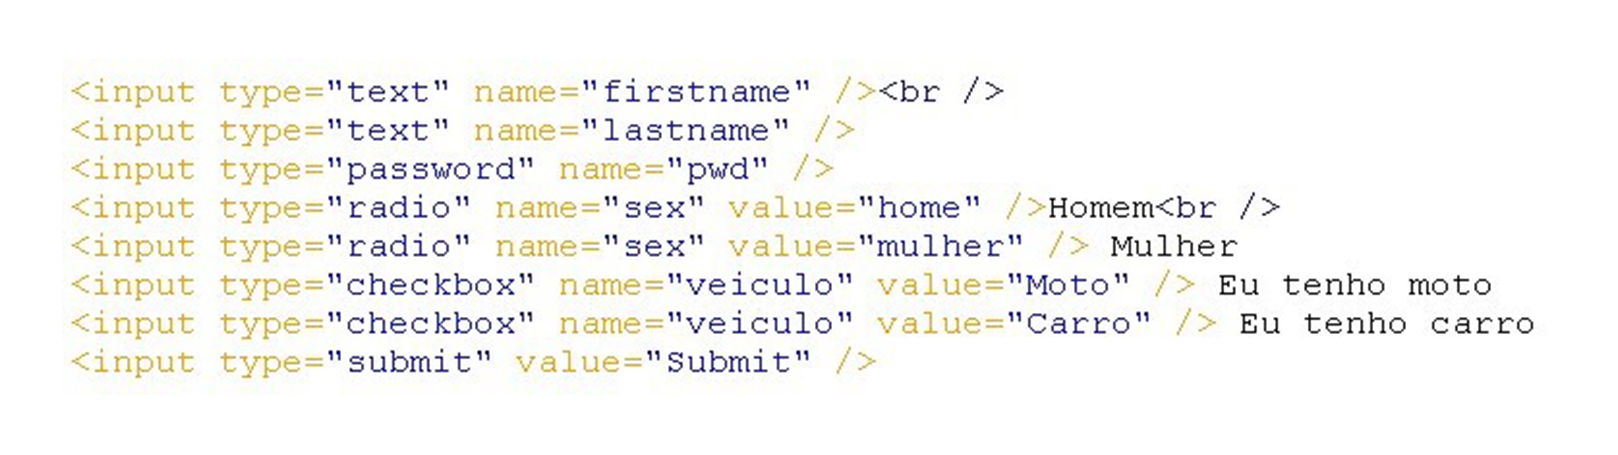 <input type="text" name="firstname" /><br />
<input type="text" name="lastname" />
<input type="password" name="pwd" />
<input type="radio" name="sex" value="home" />Homem<br />
<input type="radio" name="sex" value="mulher" /> Mulher
<input type="checkbox" name="veiculo" value="Moto" /> Eu tenho moto
<input type="checkbox" name="veiculo" value="Carro" /> Eu tenho carro
<input type="submit" value="Submit" />